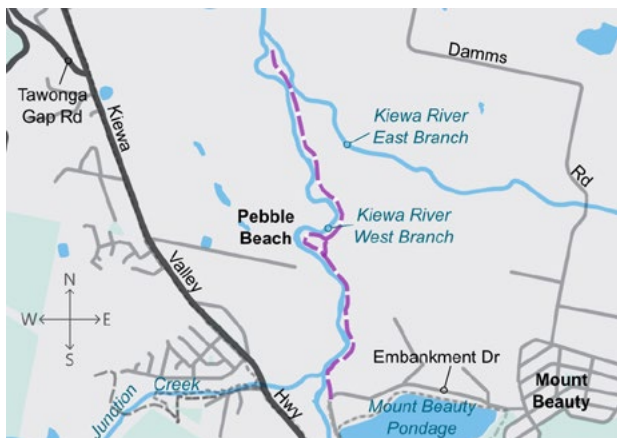 Damms
Rd
Tawonga
Gap Rd
Kiewa
Valley
Hwy
Kiewa River
East Branch
Pebble
Beach
Kiewa River
West Branch
N
W
E
S
Embankment Dr
Mount
Beauty
Junction
Creek
Mount Beauty
Pondage